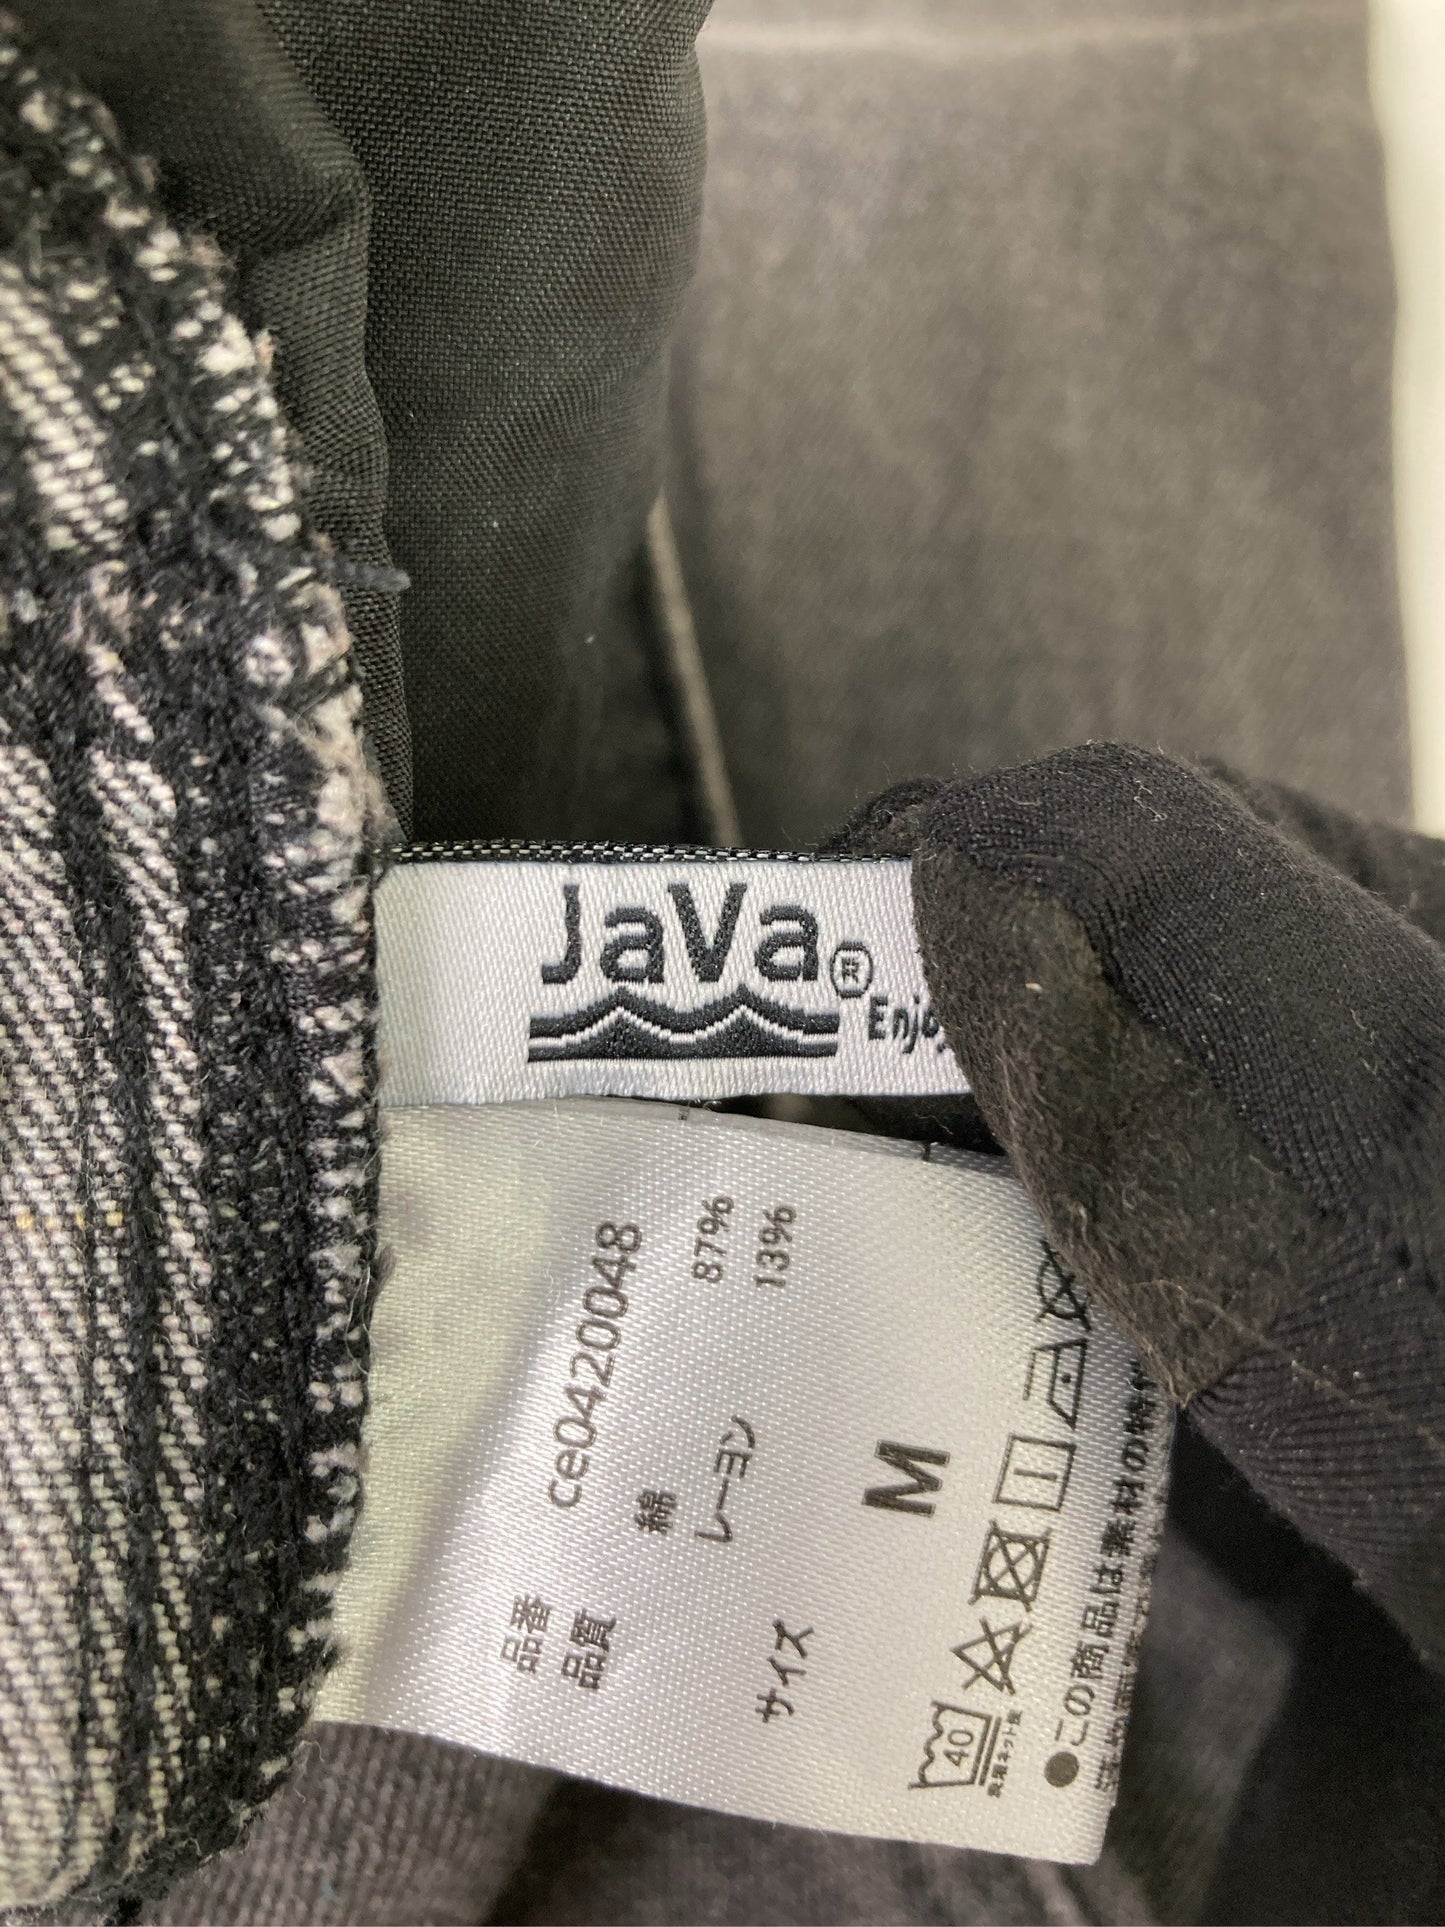 JaVa®
Enjo
品番 ce0420048
品質 綿 87%
レーヨン 13%
サイズ M
40
●この商品は素材の特